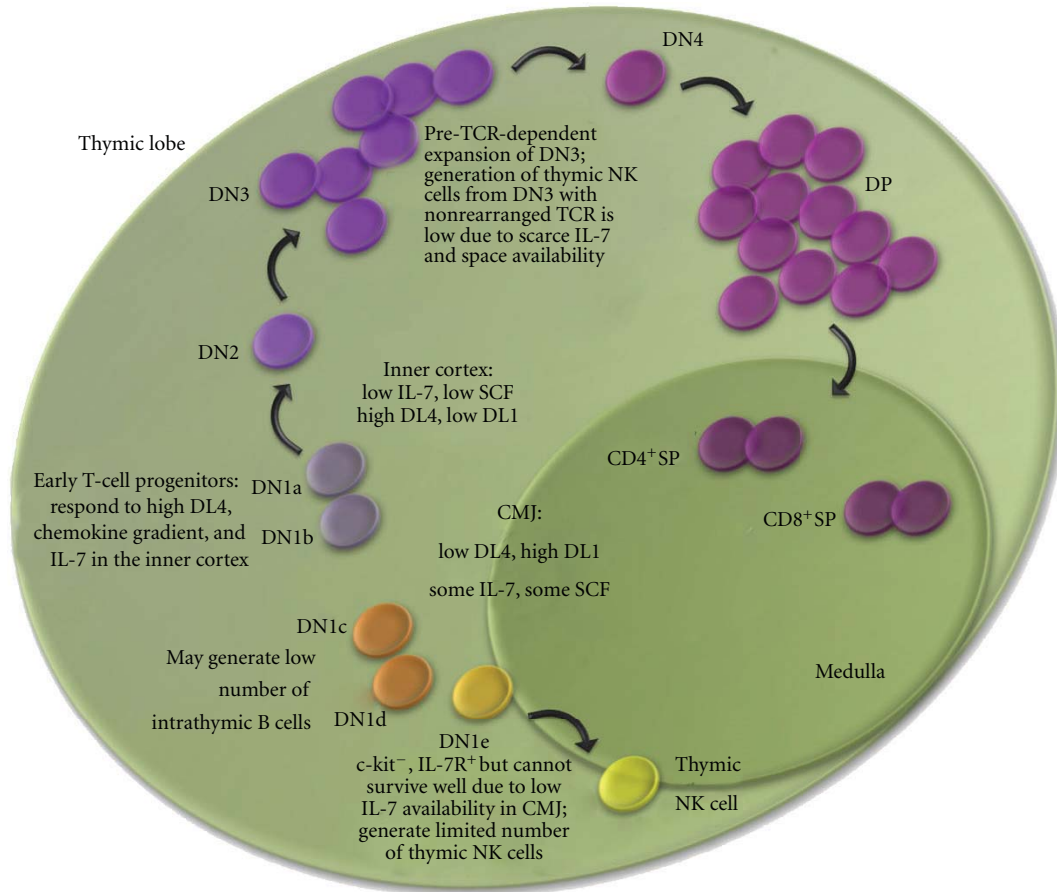 Thymic lobe
DN4
DN3
Pre-TCR-dependent
expansion of DN3;
generation of thymic NK
cells from DN3 with
nonrearranged TCR is
low due to scarce IL-7
and space availability
DP
DN2
Inner cortex:
low IL-7, low SCF
high DL4, low DL1
Early T-cell progenitors:
respond to high DL4,
chemokine gradient, and
IL-7 in the inner cortex
DN1a
DN1b
CD4⁺SP
CD8⁺SP
CMJ:
low DL4, high DL1
some IL-7, some SCF
DN1c
May generate low
number of
intrathymic B cells
DN1d
Medulla
DN1e
c-kit⁻, IL-7R⁺ but cannot
survive well due to low
IL-7 availability in CMJ;
generate limited number
of thymic NK cells
Thymic
NK cell